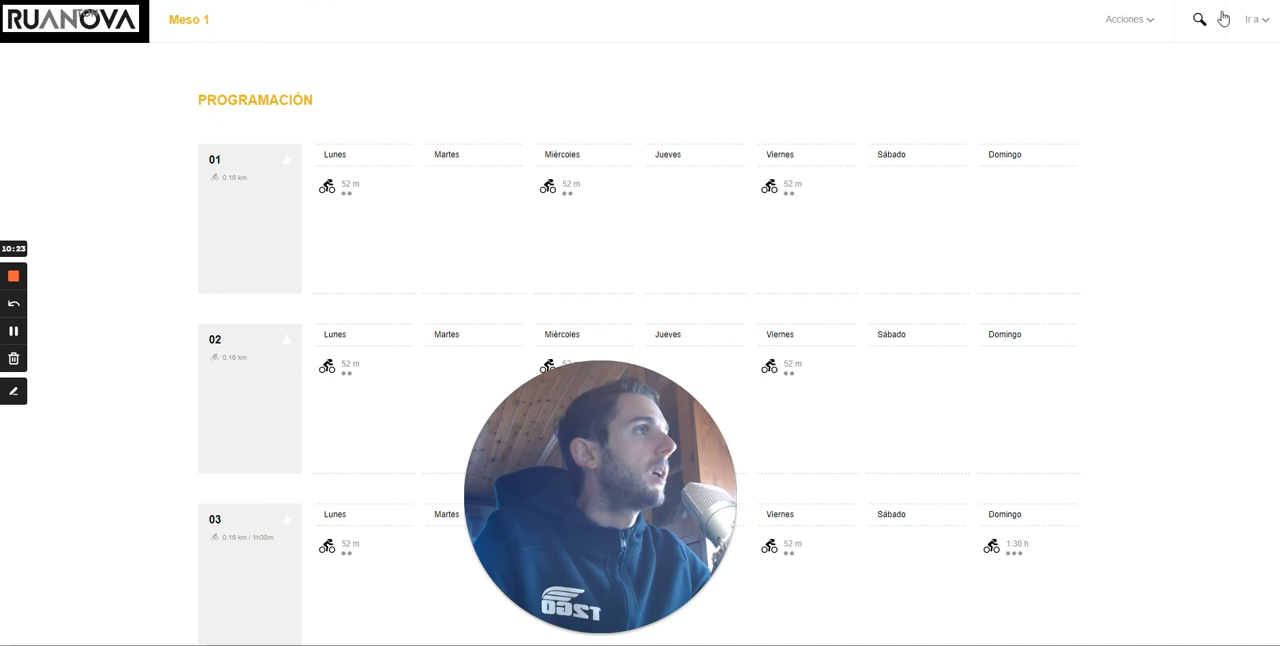 RUANOVA
Meso 1
Acciones
Ir a
PROGRAMACIÓN
01
0.16 km
Lunes
Martes
Mièrcoles
Jueves
Viernes
Sábado
Domingo
52 m
52 m
52 m
10:23
02
0.16 km
Lunes
Martes
Mièrcoles
Jueves
Viernes
Sábado
Domingo
52 m
52 m
03
0.16 km / 1h30m
Lunes
Martes
Viernes
Sábado
Domingo
52 m
52 m
1:30 h